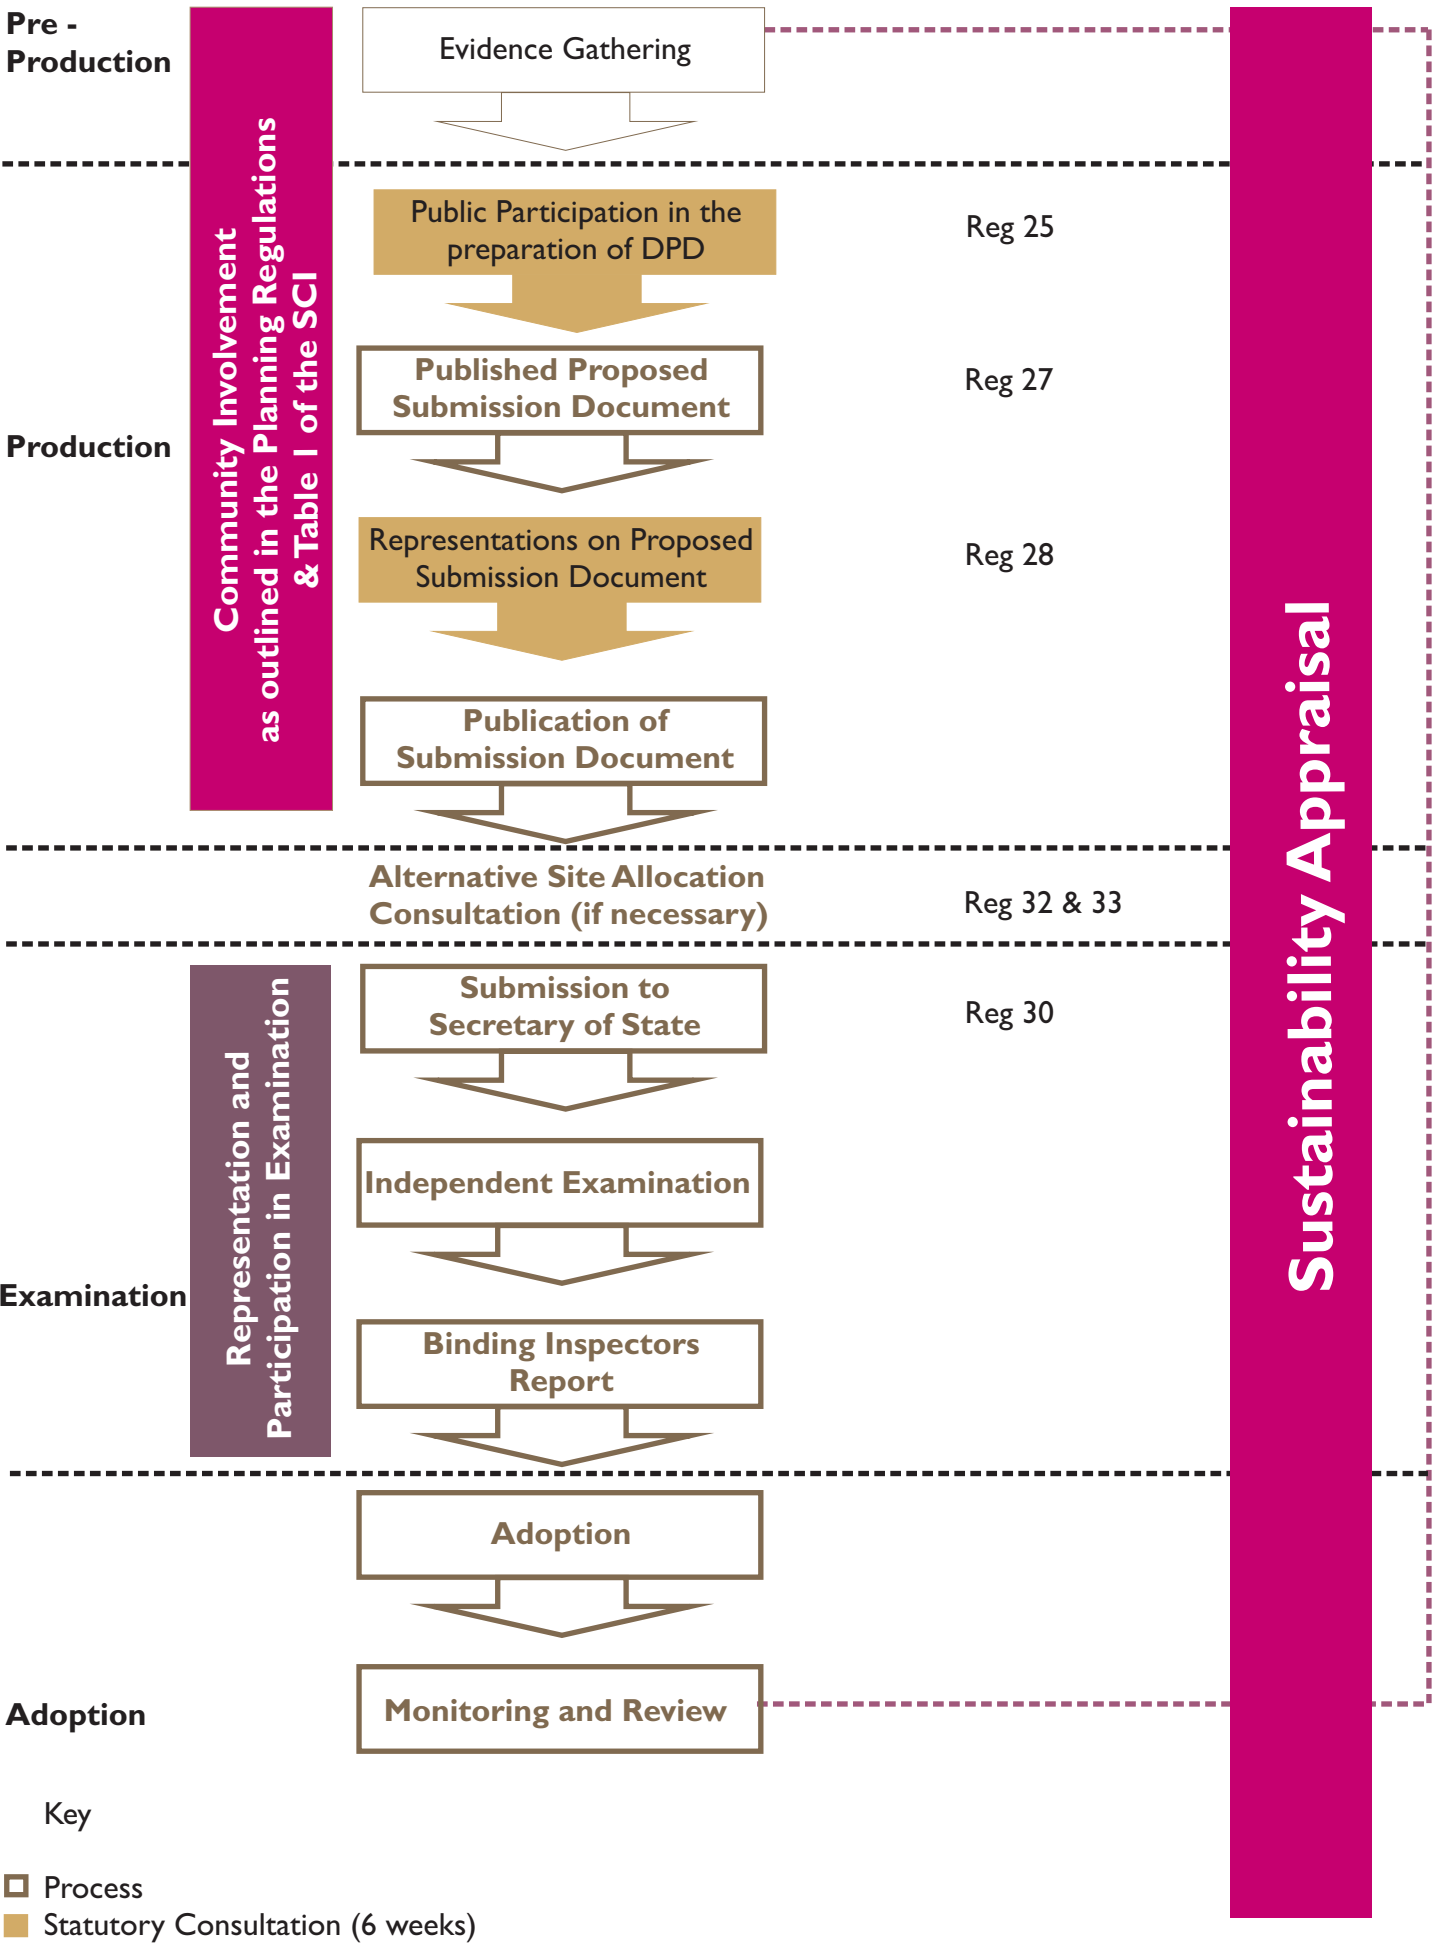 Pre -
Production
Evidence Gathering
Community Involvement
as outlined in the Planning Regulations
& Table 1 of the SCI
Public Participation in the
preparation of DPD
Reg 25
Published Proposed
Submission Document
Reg 27
Production
Representations on Proposed
Submission Document
Reg 28
Publication of
Submission Document
Sustainability Appraisal
Alternative Site Allocation
Consultation (if necessary)
Reg 32 & 33
Representation and
Participation in Examination
Submission to
Secretary of State
Reg 30
Independent Examination
Examination
Binding Inspectors
Report
Adoption
Monitoring and Review
Adoption
Key
Process
Statutory Consultation (6 weeks)